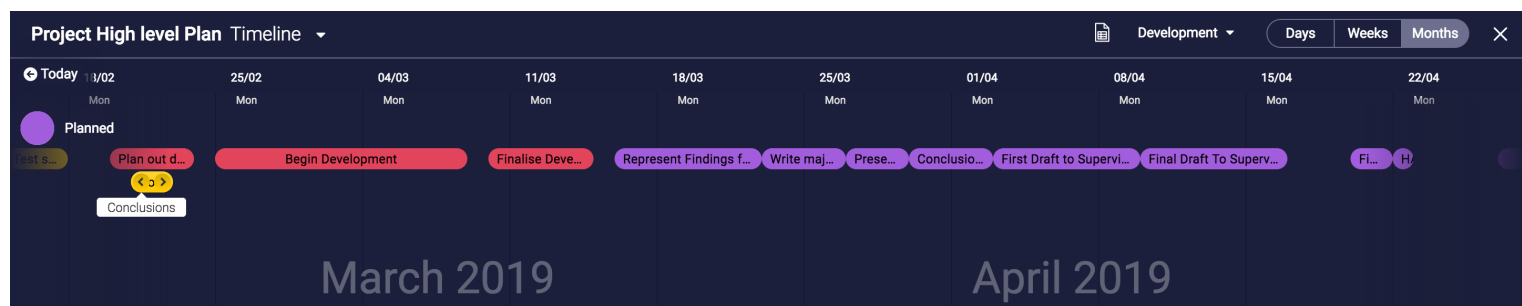 Project High level Plan Timeline Development Days Weeks Months
Today 18/02 25/02 04/03 11/03 18/03 25/03 01/04 08/04 15/04 22/04
Mon Mon Mon Mon Mon Mon Mon Mon Mon Mon
Planned
Test s... Plan out d... Begin Development Finalise Deve... Represent Findings f... Write maj... Prese... Conclusio... First Draft to Supervi... Final Draft To Superv... Fi...
Conclusions
March 2019 April 2019